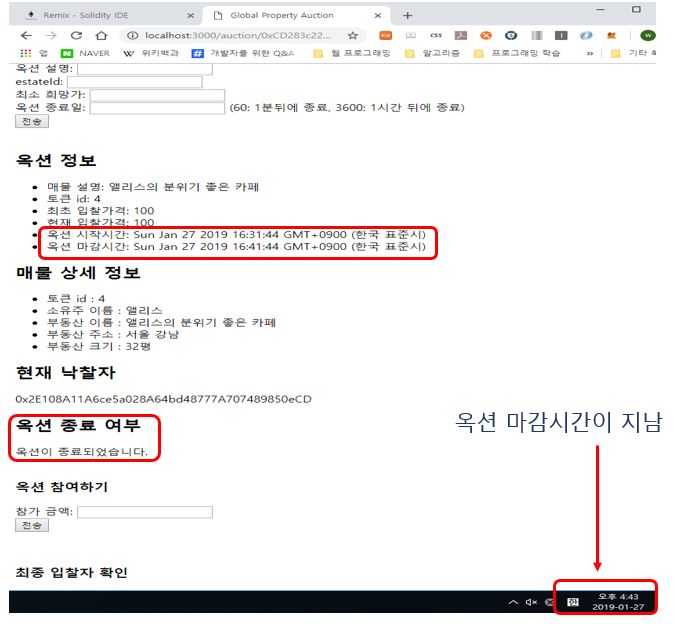 Remix - Solidity IDE
Global Property Auction
localhost:3000/auction/0xCD283c22...
앱
NAVER
위키백과
개발자를 위한 Q&A
웹 프로그래밍
알고리즘
프로그래밍 학습
»
기타 북
옥션 설명:
estateId:
최소 희망가:
옥션 종료일: (60: 1분뒤에 종료, 3600: 1시간 뒤에 종료)
전송
옥션 정보
매물 설명: 앨리스의 분위기 좋은 카페
토큰 id: 4
최초 입찰가격: 100
현재 입찰가격: 100
옥션 시작시간: Sun Jan 27 2019 16:31:44 GMT+0900 (한국 표준시)
옥션 마감시간: Sun Jan 27 2019 16:41:44 GMT+0900 (한국 표준시)
매물 상세 정보
토큰 id : 4
소유주 이름 : 앨리스
부동산 이름 : 앨리스의 분위기 좋은 카페
부동산 주소 : 서울 강남
부동산 크기 : 32평
현재 낙찰자
0x2E108A11A6ce5a028A64bd48777A707489850eCD
옥션 종료 여부
옥션 마감시간이 지남
옥션이 종료되었습니다.
옥션 참여하기
참가 금액:
전송
최종 입찰자 확인
한
오후 4:43
2019-01-27